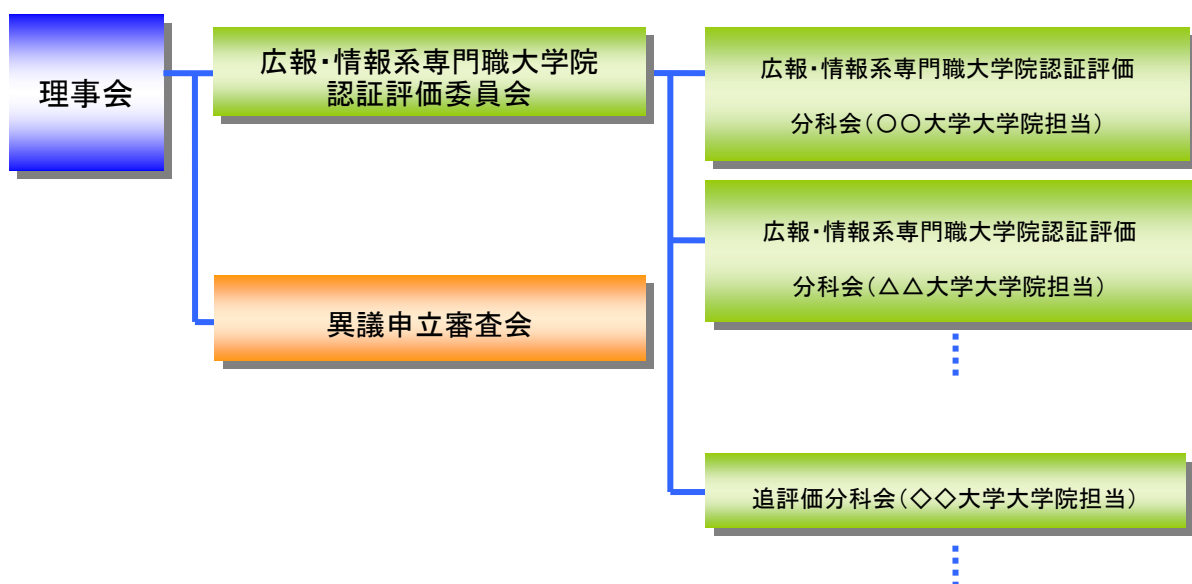 理事会
広報・情報系専門職大学院
認証評価委員会
異議申立審査会
広報・情報系専門職大学院認証評価
分科会(〇〇大学大学院担当)
広報・情報系専門職大学院認証評価
分科会(△△大学大学院担当)
追評価分科会(◇◇大学大学院担当)